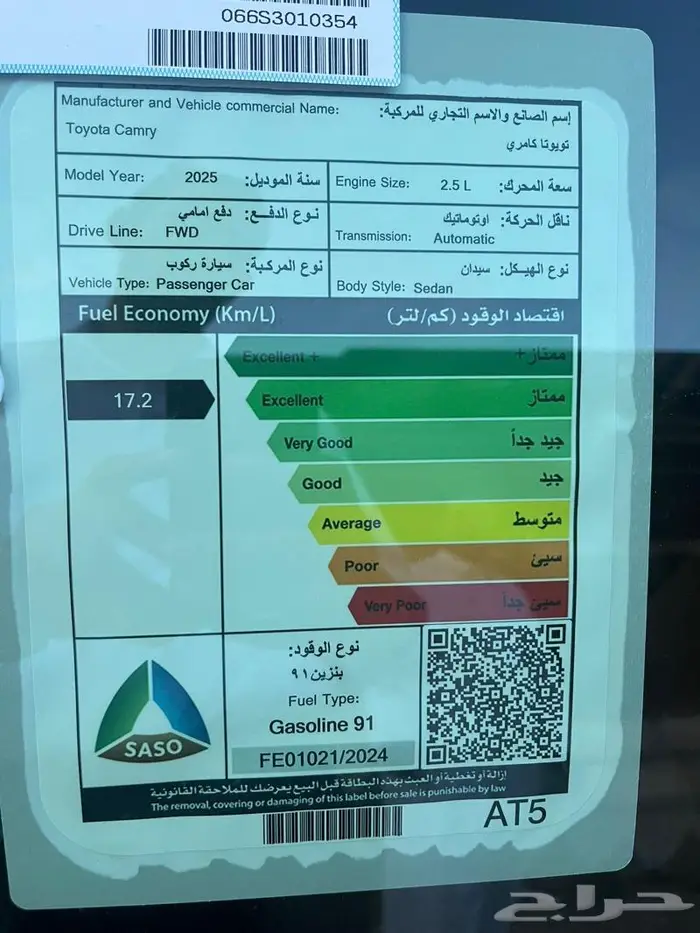 066S3010354
Manufacturer and Vehicle commercial Name: إسم الصانع والاسم التجاري للمركبة:
Toyota Camry تويوتا كامري
Model Year: 2025 سنة الموديل:
Engine Size: 2.5 L سعة المحرك:
نوع الدفع: دفع امامي
Drive Line: FWD
ناقل الحركة: اوتوماتيك
Transmission: Automatic
نوع المركبة: سيارة ركوب
Vehicle Type: Passenger Car
نوع الهيكل: سيدان
Body Style: Sedan
Fuel Economy (Km/L) اقتصاد الوقود (كم/لتر)
Excellent + ممتاز+
17.2
Excellent ممتاز
Very Good جيد جداً
Good جيد
Average متوسط
Poor سيئ
Very Poor سيئ جداً
SASO
نوع الوقود:
بنزين ٩١
Fuel Type:
Gasoline 91
FE01021/2024
إزالة أو تغطية أو العبث بهذه البطاقة قبل البيع يعرضك للملاحقة القانونية
The removal, covering or damaging of this label before sale is punishable by law
AT5
حراج